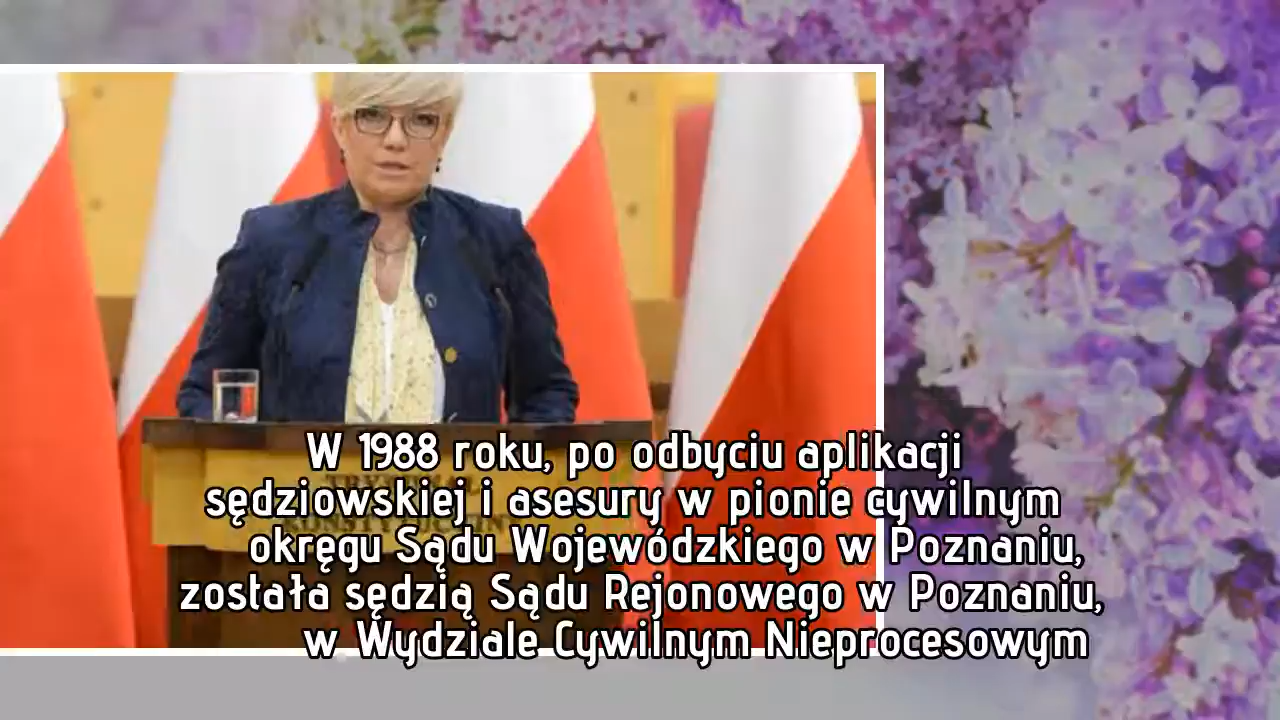 W 1988 roku, po odbyciu aplikacji
sędziowskiej i asesury w pionie cywilnym
okręgu Sądu Wojewódzkiego w Poznaniu,
została sędzią Sądu Rejonowego w Poznaniu,
w Wydziale Cywilnym Nieprocesowym